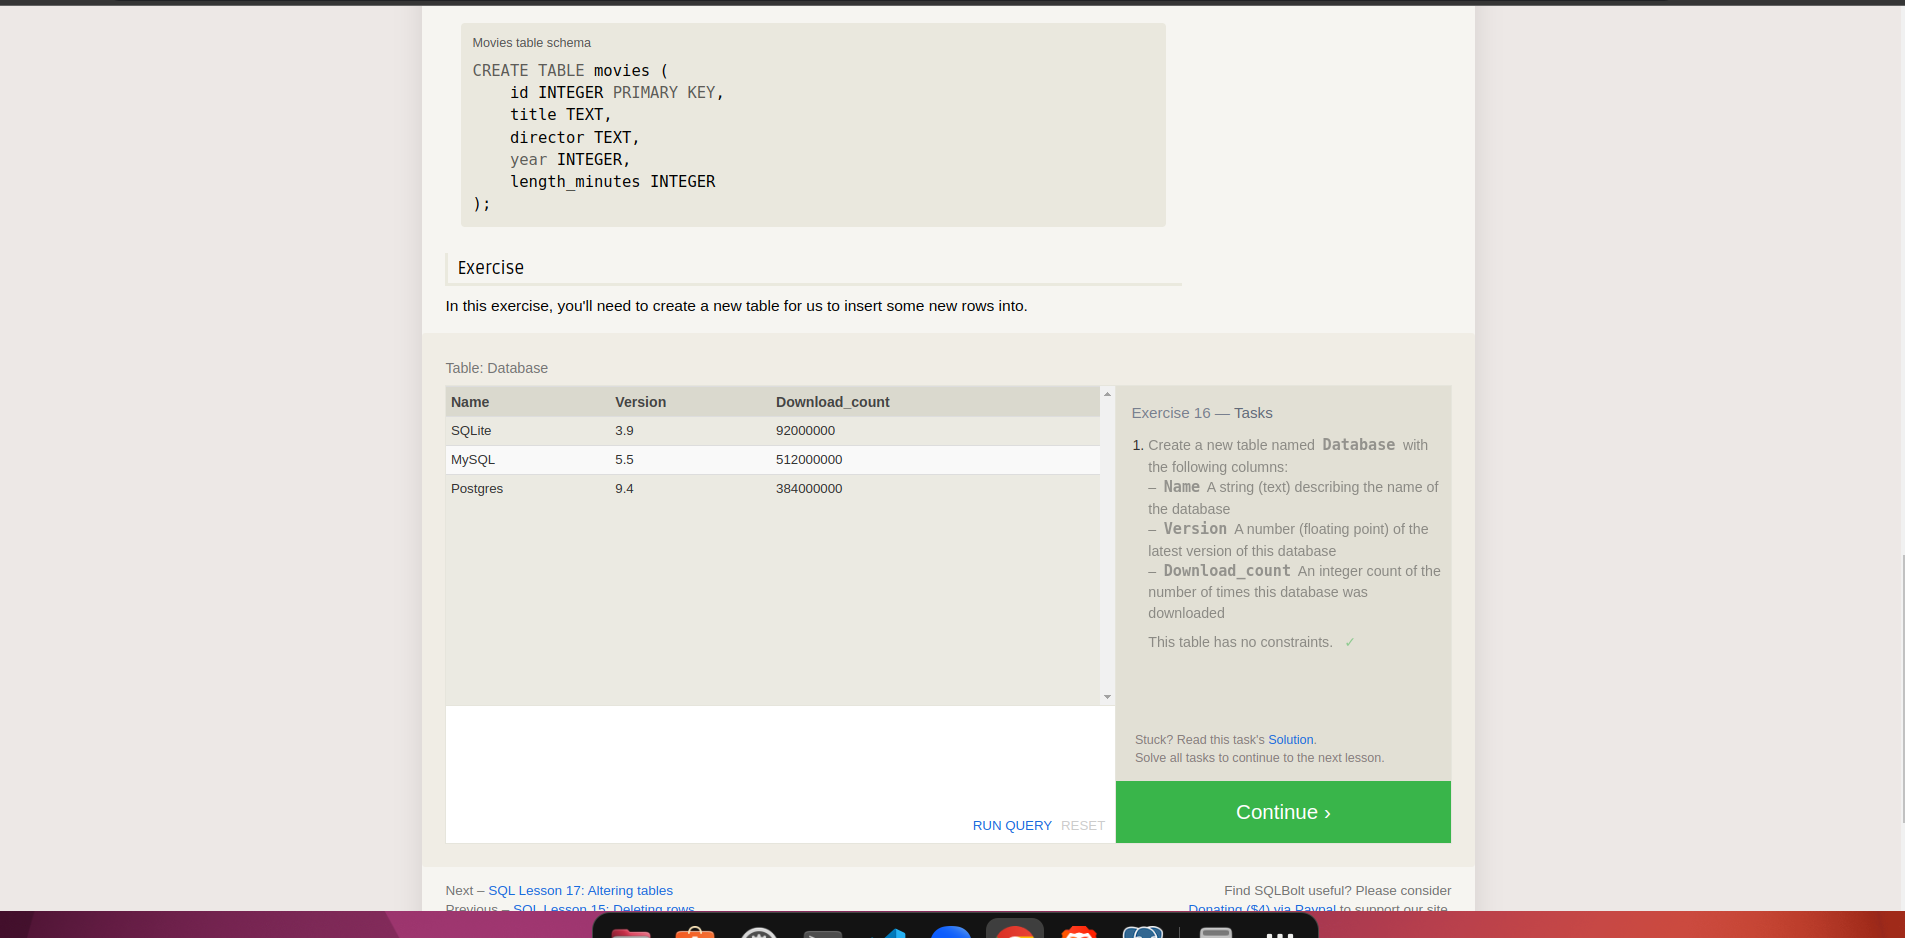 Movies table schema
CREATE TABLE movies (
    id INTEGER PRIMARY KEY,
    title TEXT,
    director TEXT,
    year INTEGER,
    length_minutes INTEGER
);
Exercise
In this exercise, you'll need to create a new table for us to insert some new rows into.
Table: Database
Name Version Download_count
SQLite 3.9 92000000
MySQL 5.5 512000000
Postgres 9.4 384000000
RUN QUERY RESET
Exercise 16 — Tasks
1. Create a new table named Database with
the following columns:
– Name A string (text) describing the name of
the database
– Version A number (floating point) of the
latest version of this database
– Download_count An integer count of the
number of times this database was
downloaded
This table has no constraints. ✓
Stuck? Read this task's Solution.
Solve all tasks to continue to the next lesson.
Continue ›
Next – SQL Lesson 17: Altering tables
Previous – SQL Lesson 15: Deleting rows
Find SQLBolt useful? Please consider
Donating ($4) via Paypal to support our site.